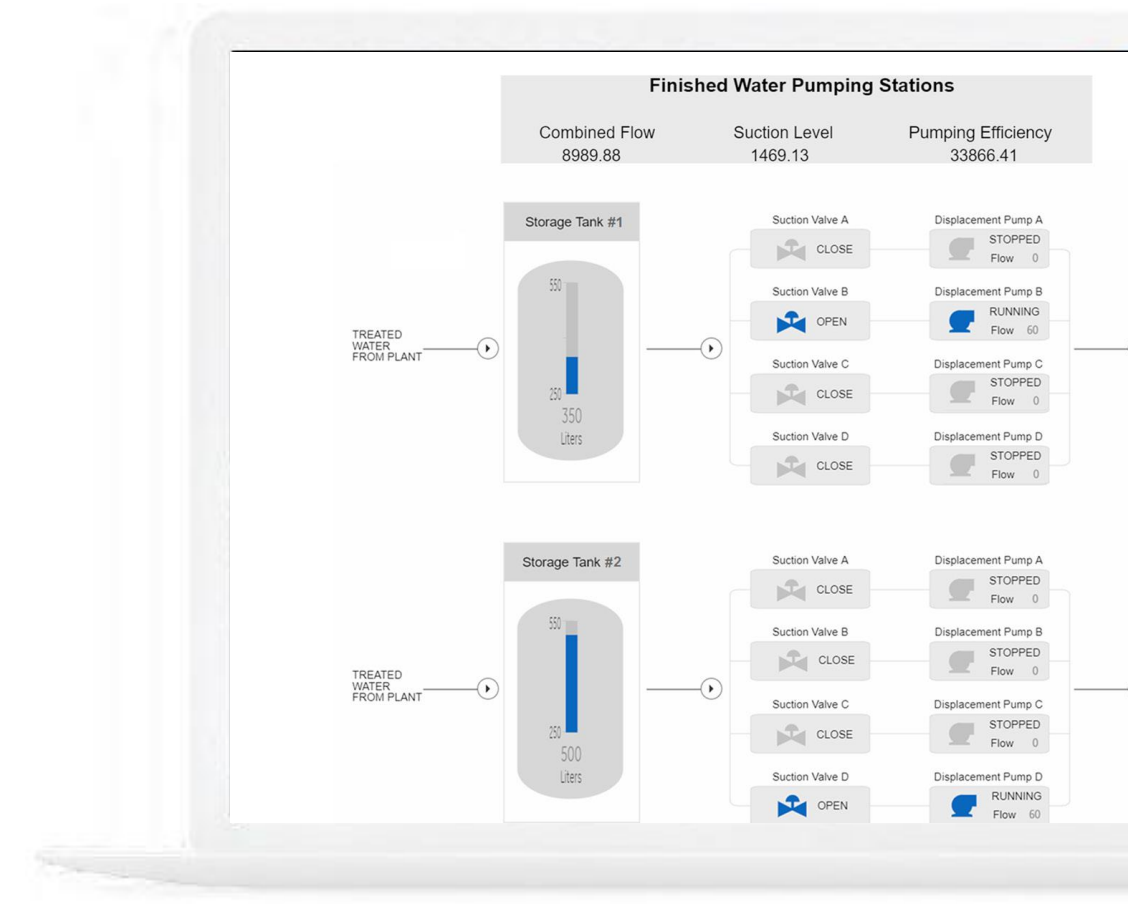 Finished Water Pumping Stations
Combined Flow Suction Level Pumping Efficiency
8989.88 1469.13 33866.41
Storage Tank #1
550
250
350
Liters
TREATED
WATER
FROM PLANT
Suction Valve A Displacement Pump A
CLOSE STOPPED
Flow 0
Suction Valve B Displacement Pump B
OPEN RUNNING
Flow 60
Suction Valve C Displacement Pump C
CLOSE STOPPED
Flow 0
Suction Valve D Displacement Pump D
CLOSE STOPPED
Flow 0
Storage Tank #2
550
250
500
Liters
TREATED
WATER
FROM PLANT
Suction Valve A Displacement Pump A
CLOSE STOPPED
Flow 0
Suction Valve B Displacement Pump B
CLOSE STOPPED
Flow 0
Suction Valve C Displacement Pump C
CLOSE STOPPED
Flow 0
Suction Valve D Displacement Pump D
OPEN RUNNING
Flow 60